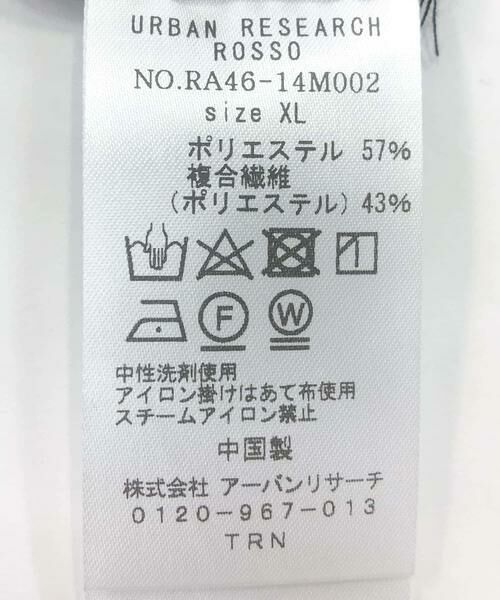 URBAN RESEARCH
ROSSO
NO.RA46-14M002
size XL
ポリエステル 57%
複合繊維
(ポリエステル) 43%
F W
中性洗剤使用
アイロン掛けはあて布使用
スチームアイロン禁止
中国製
株式会社 アーバンリサーチ
0120-967-013
TRN